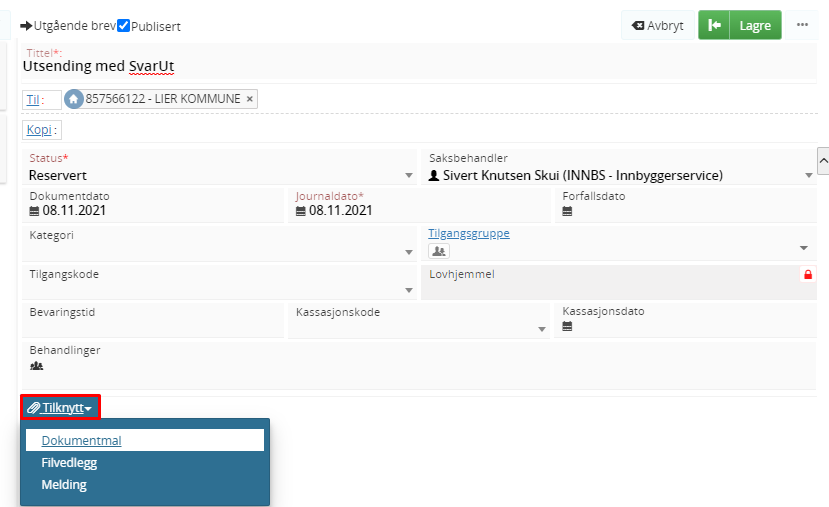 Utgående brev Publisert Avbryt Lagre ...
Tittel*:
Utsending med SvarUt
Til: 857566122 - LIER KOMMUNE ×
Kopi:
Status* Saksbehandler
Reservert Sivert Knutsen Skui (INNBS - Innbyggerservice)
Dokumentdato Journaldato* Forfallsdato
08.11.2021 08.11.2021
Kategori Tilgangsgruppe
Tilgangskode Lovhjemmel
Bevaringstid Kassasjonskode Kassasjonsdato
Behandlinger
Tilknytt
Dokumentmal
Filvedlegg
Melding